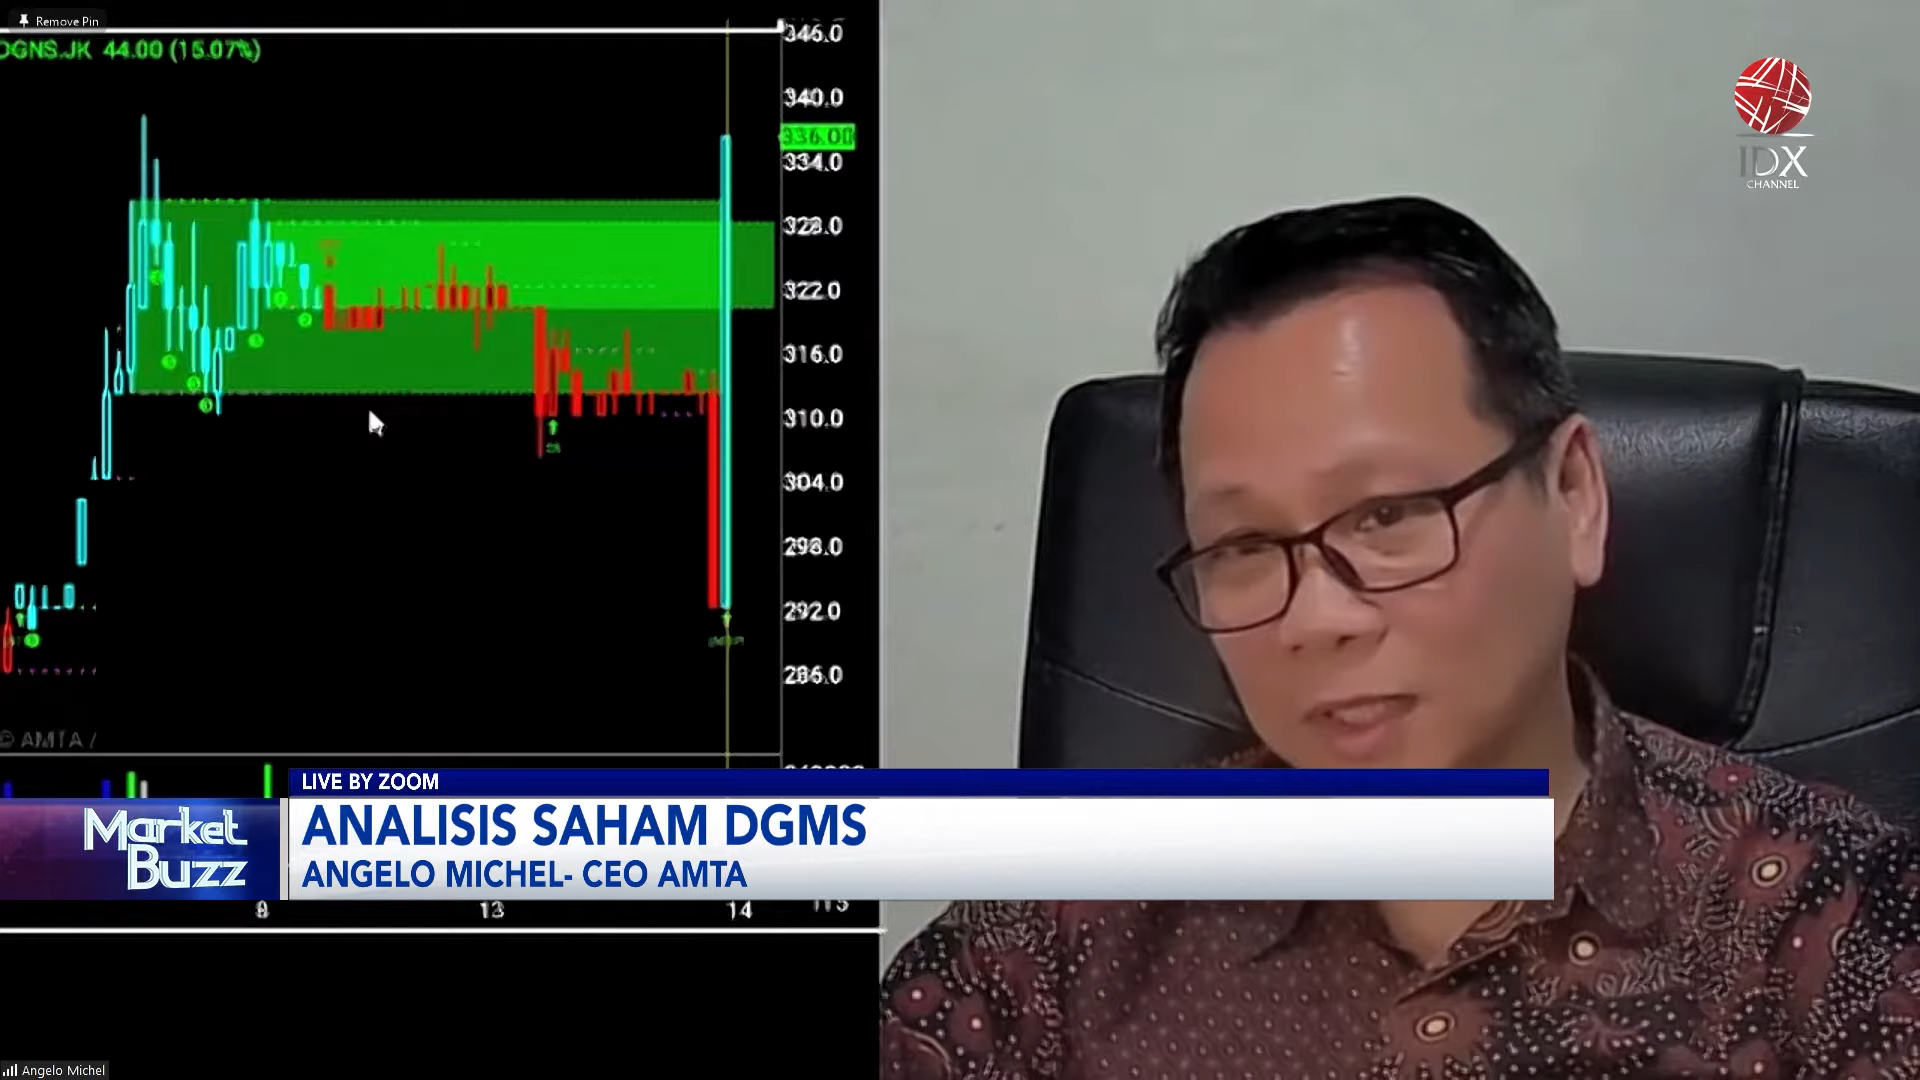 Remove Pin
DGNS.JK 44.00 (15.07%)
346.0
340.0
336.00
334.0
328.0
322.0
316.0
310.0
304.0
298.0
292.0
286.0
IDX
CHANNEL
© AMTA /
LIVE BY ZOOM
Market
Buzz
ANALISIS SAHAM DGMS
ANGELO MICHEL- CEO AMTA
9
13
14
Angelo Michel